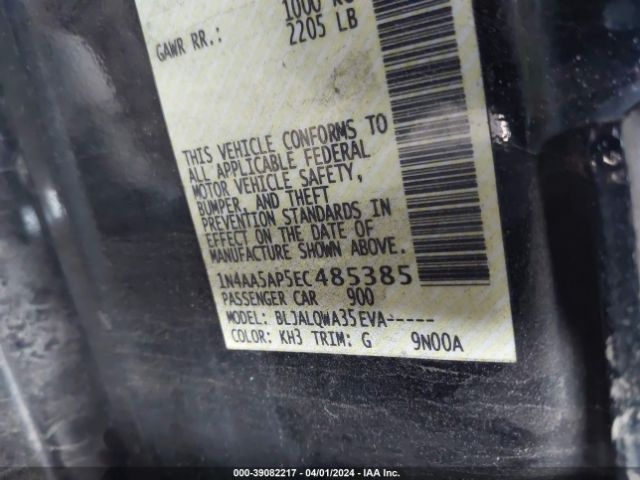 1000 KG
GAWR RR.: 2205 LB
THIS VEHICLE CONFORMS TO
ALL APPLICABLE FEDERAL
MOTOR VEHICLE SAFETY,
BUMPER, AND THEFT
PREVENTION STANDARDS IN
EFFECT ON THE DATE OF
MANUFACTURE SHOWN ABOVE.
1N4AA5AP5EC485385
PASSENGER CAR 900
MODEL: BLJALQWA35EVA-----
COLOR: KH3 TRIM: G 9N00A
000-39082217 - 04/01/2024 - IAA Inc.